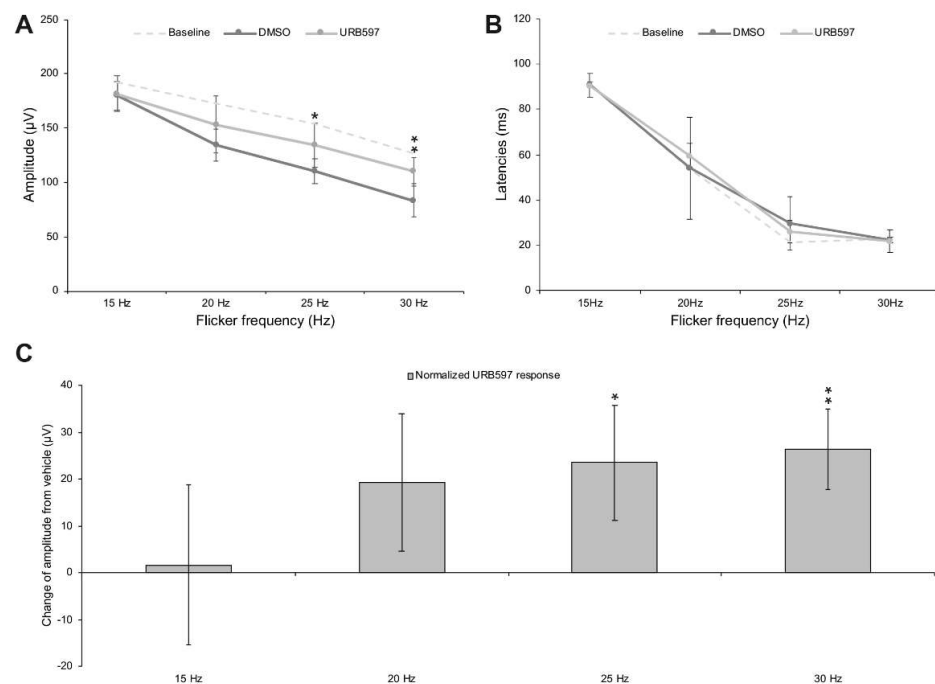 A
Baseline DMSO URB597
Amplitude (µV)
250
200
150
100
50
0
*
**
15 Hz 20 Hz 25 Hz 30 Hz
Flicker frequency (Hz)
B
Baseline DMSO URB597
Latencies (ms)
120
100
80
60
40
20
0
15Hz 20Hz 25Hz 30Hz
Flicker frequency (Hz)
C
Normalized URB597 response
Change of amplitude from vehicle (µV)
40
30
20
10
0
-10
-20
*
**
15 Hz 20 Hz 25 Hz 30 Hz